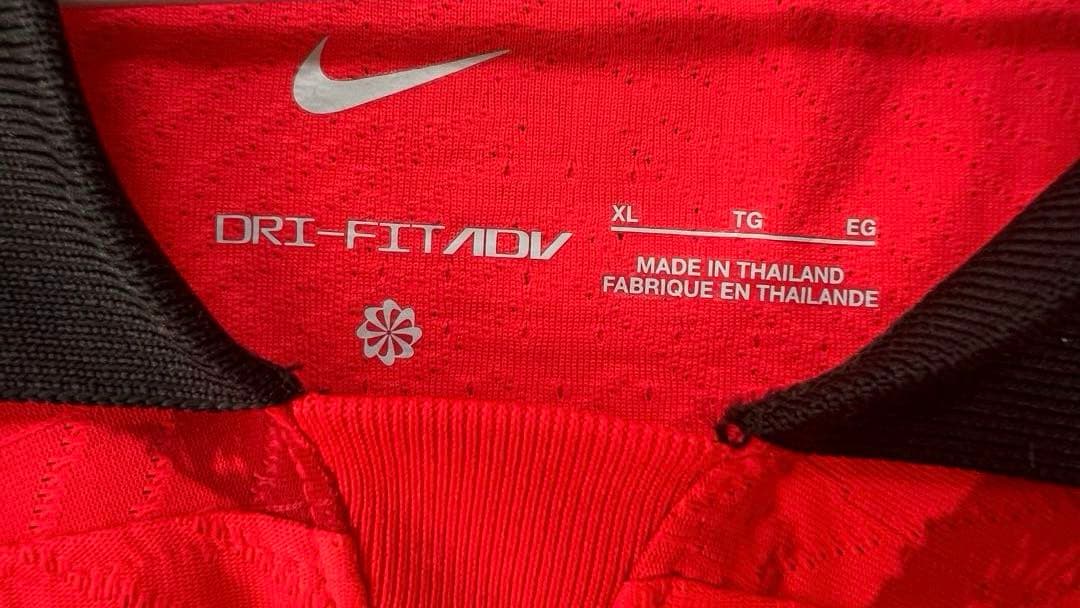 DRI-FIT ADV
XL TG EG
MADE IN THAILAND
FABRIQUE EN THAILANDE